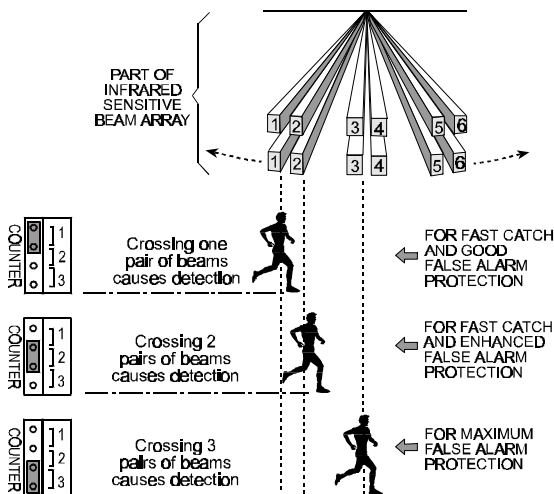 PART OF
INFRARED
SENSITIVE
BEAM ARRAY
1 2 3 4 5 6
1 2 3 4 5 6
COUNTER
1
2
3
Crossing one
pair of beams
causes detection
FOR FAST CATCH
AND GOOD
FALSE ALARM
PROTECTION
COUNTER
1
2
3
Crossing 2
pairs of beams
causes detection
FOR FAST CATCH
AND ENHANCED
FALSE ALARM
PROTECTION
COUNTER
1
2
3
Crossing 3
pairs of beams
causes detection
FOR MAXIMUM
FALSE ALARM
PROTECTION